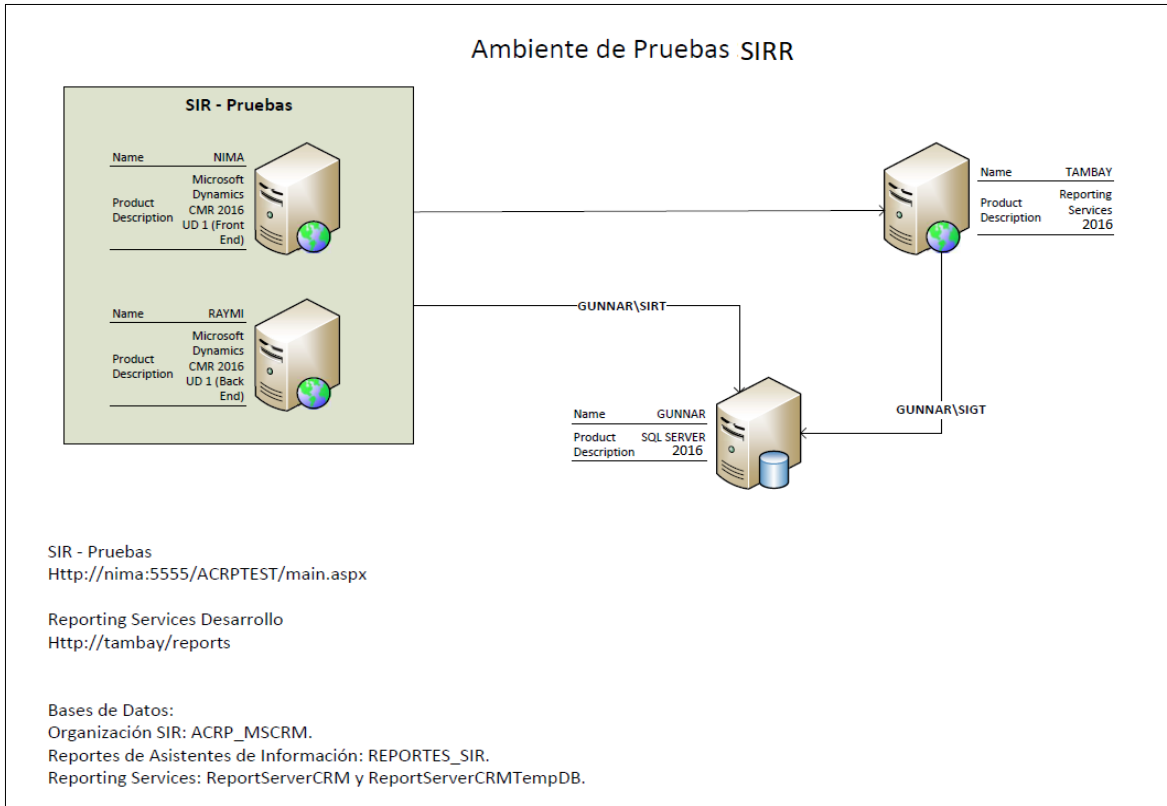 Ambiente de Pruebas SIRR
SIR - Pruebas
Name NIMA
Product Description
Microsoft
Dynamics
CMR 2016
UD 1 (Front
End)
Name RAYMI
Product Description
Microsoft
Dynamics
CMR 2016
UD 1 (Back
End)
Name TAMBAY
Product Description
Reporting
Services
2016
GUNNAR\SIRT
GUNNAR\SIGT
Name GUNNAR
Product Description
SQL SERVER
2016
SIR - Pruebas
Http://nima:5555/ACRPTEST/main.aspx
Reporting Services Desarrollo
Http://tambay/reports
Bases de Datos:
Organización SIR: ACRP_MSCRM.
Reportes de Asistentes de Información: REPORTES_SIR.
Reporting Services: ReportServerCRM y ReportServerCRMTempDB.